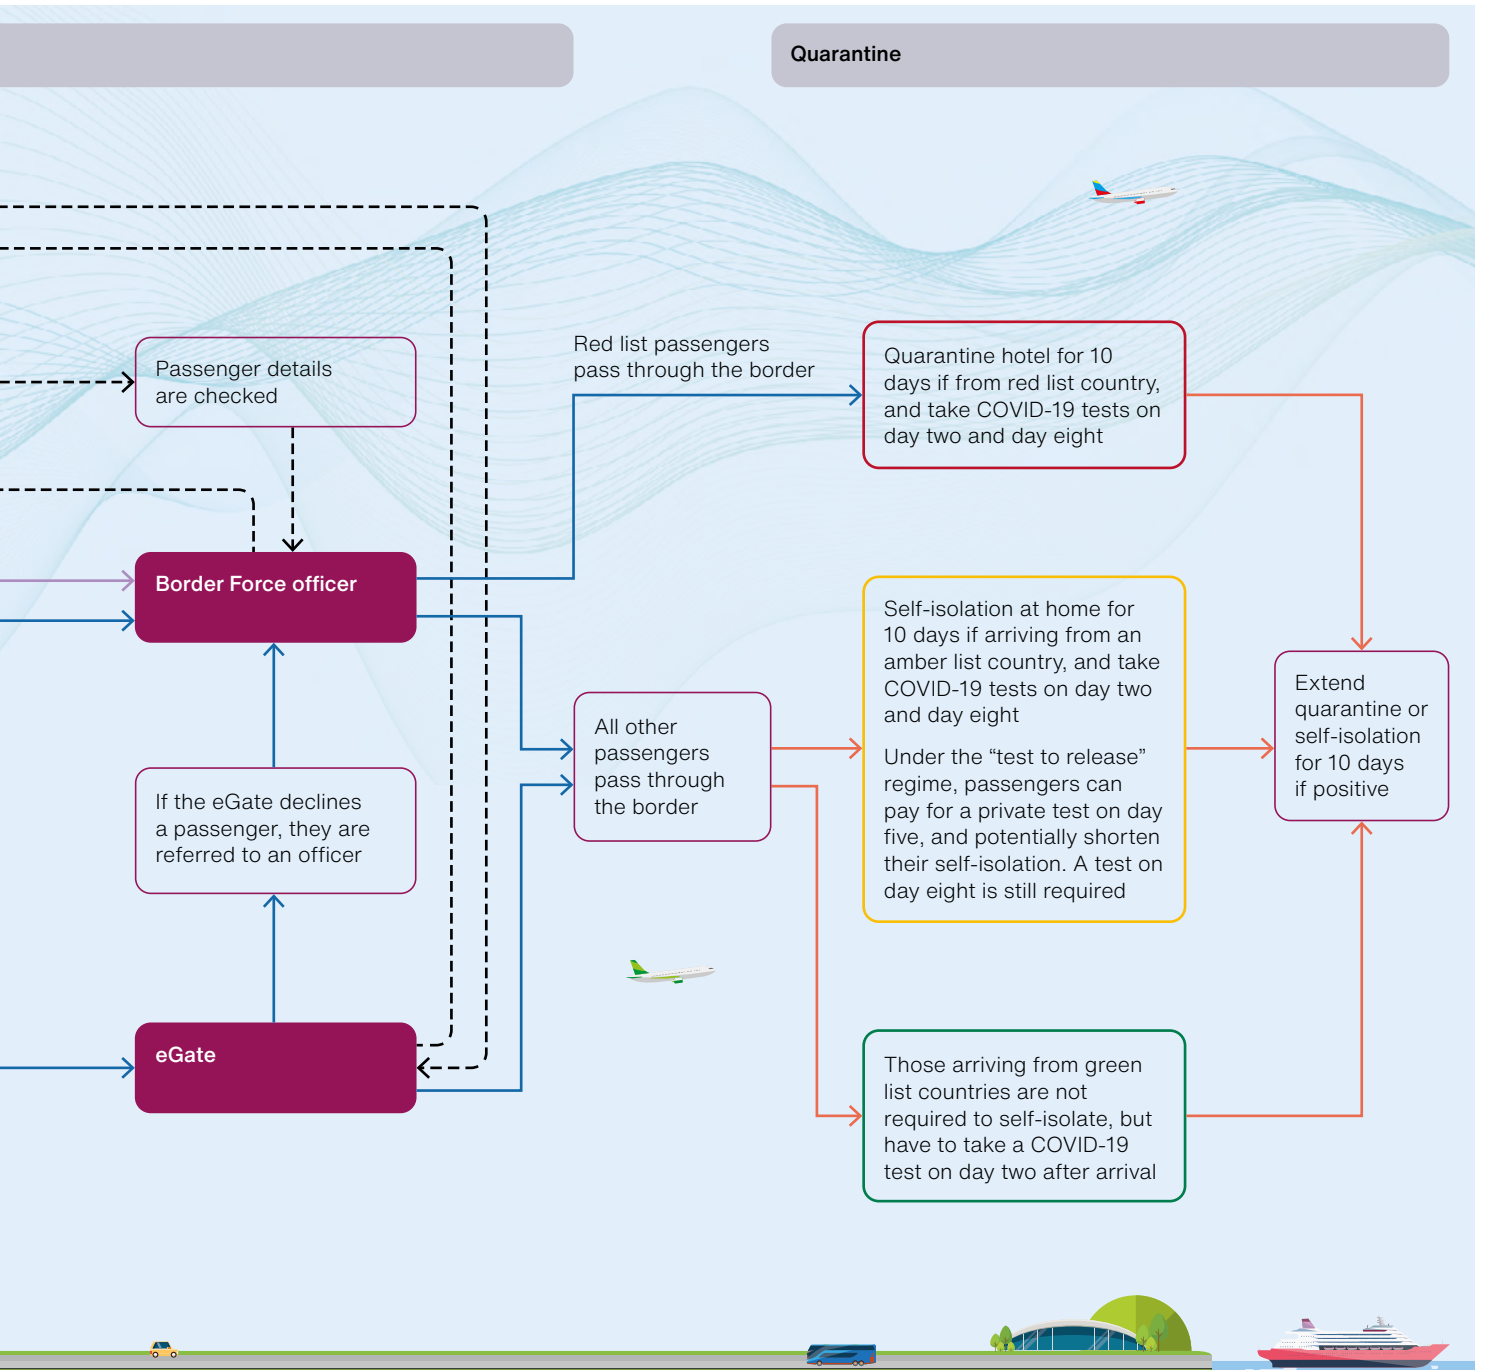 Quarantine
Passenger details
are checked
Border Force officer
If the eGate declines
a passenger, they are
referred to an officer
eGate
Red list passengers
pass through the border
All other
passengers
pass through
the border
Quarantine hotel for 10
days if from red list country,
and take COVID-19 tests on
day two and day eight
Self-isolation at home for
10 days if arriving from an
amber list country, and take
COVID-19 tests on day two
and day eight
Under the “test to release”
regime, passengers can
pay for a private test on day
five, and potentially shorten
their self-isolation. A test on
day eight is still required
Those arriving from green
list countries are not
required to self-isolate, but
have to take a COVID-19
test on day two after arrival
Extend
quarantine or
self-isolation
for 10 days
if positive